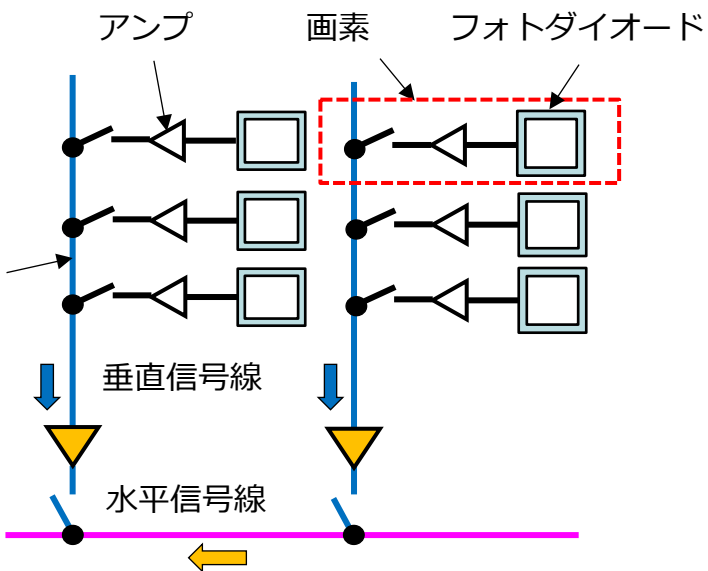 アンプ
画素
フォトダイオード
垂直信号線
水平信号線